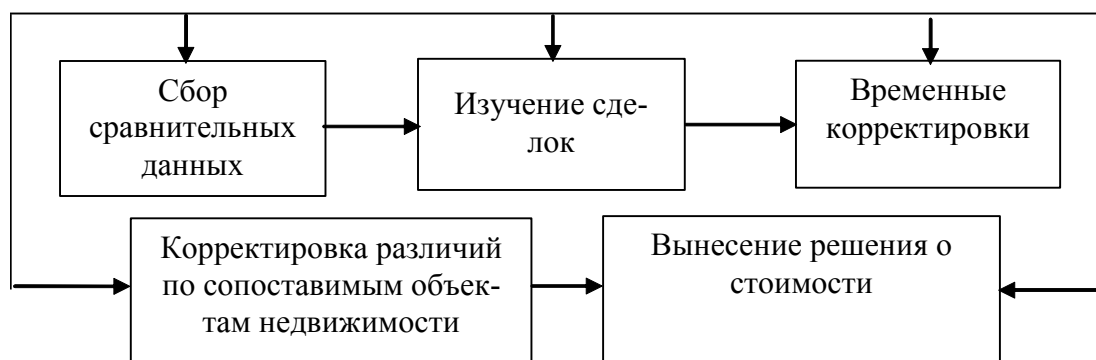 Сбор
сравнительных
данных
Изучение сде-
лок
Временные
корректировки
Корректировка различий
по сопоставимым объек-
там недвижимости
Вынесение решения о
стоимости